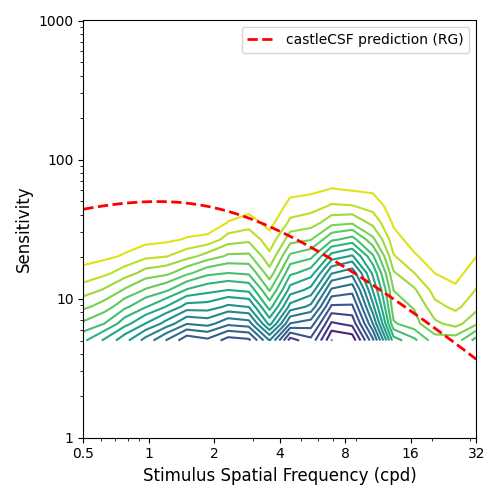 1000
castleCSF prediction (RG)
100
Sensitivity
10
1
0.5 1 2 4 8 16 32
Stimulus Spatial Frequency (cpd)